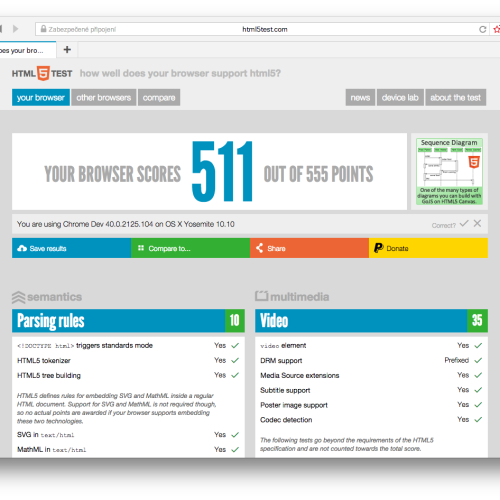 Zabezpečené připojení
html5test.com
oes your bro...
HTML 5 TEST how well does your browser support html5?
your browser other browsers compare news device lab about the test
YOUR BROWSER SCORES 511 OUT OF 555 POINTS
Sequence Diagram
One of the many types of
diagrams you can build with
GoJS on HTML5 Canvas.
You are using Chrome Dev 40.0.2125.104 on OS X Yosemite 10.10
Correct?
Save results Compare to... Share Donate
semantics
Parsing rules 10
<!DOCTYPE html> triggers standards mode Yes ✓
HTML5 tokenizer Yes ✓
HTML5 tree building Yes ✓
HTML5 defines rules for embedding SVG and MathML inside a regular
HTML document. Support for SVG and MathML is not required though,
so no actual points are awarded if your browser supports embedding
these two technologies.
SVG in text/html Yes ✓
MathML in text/html Yes ✓
multimedia
Video 35
video element Yes ✓
DRM support Prefixed ✓
Media Source extensions Yes ✓
Subtitle support Yes ✓
Poster image support Yes ✓
Codec detection Yes ✓
The following tests go beyond the requirements of the HTML5
specification and are not counted towards the total score.